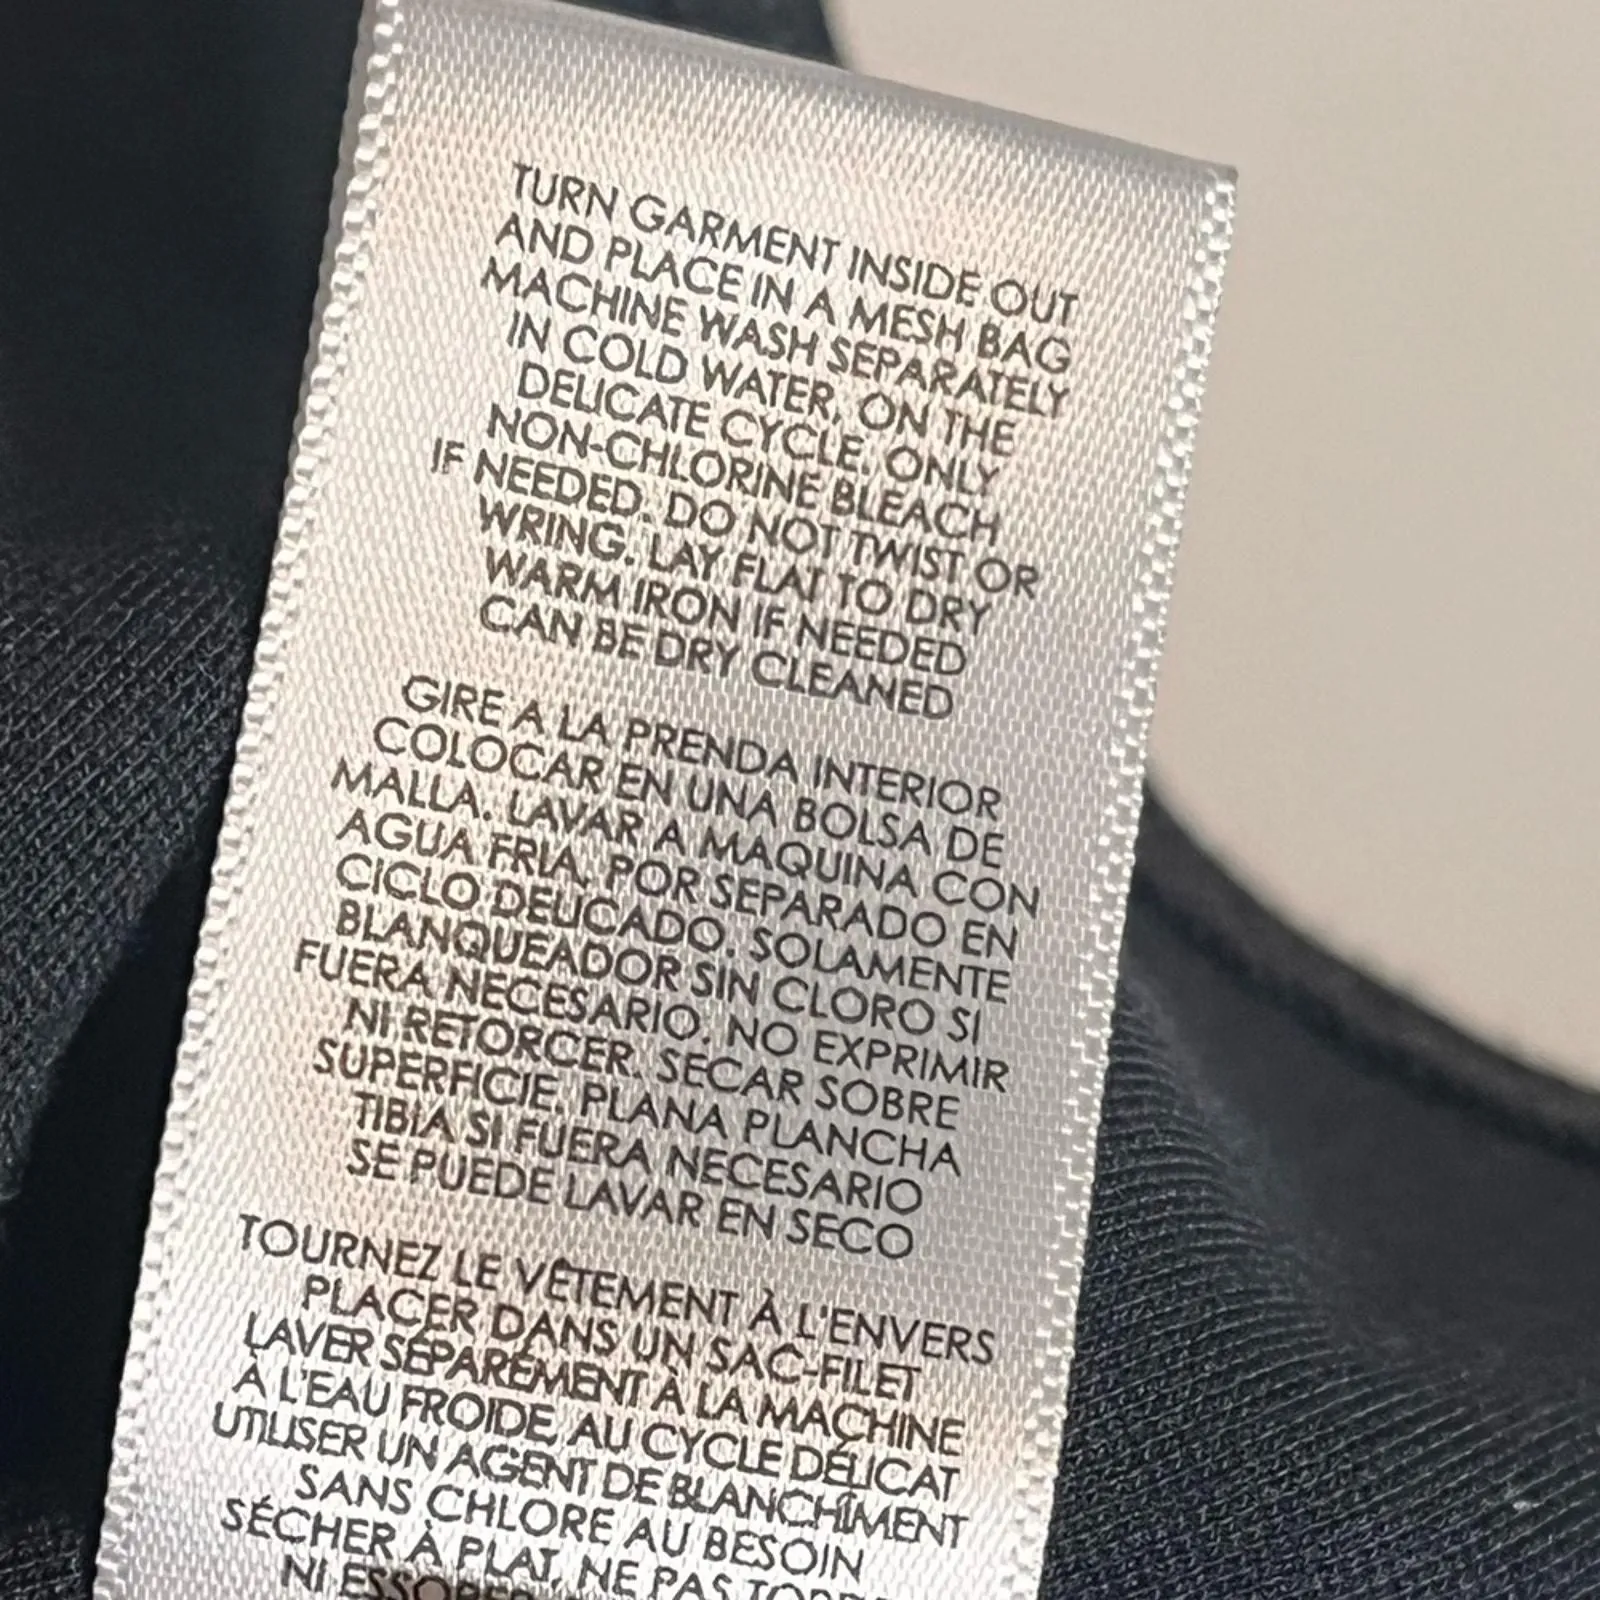 TURN GARMENT INSIDE OUT
AND PLACE IN A MESH BAG
MACHINE WASH SEPARATELY
IN COLD WATER, ON THE
DELICATE CYCLE. ONLY
NON-CHLORINE BLEACH
IF NEEDED. DO NOT TWIST OR
WRING. LAY FLAT TO DRY
WARM IRON IF NEEDED
CAN BE DRY CLEANED
GIRE A LA PRENDA INTERIOR
COLOCAR EN UNA BOLSA DE
MALLA. LAVAR A MAQUINA CON
AGUA FRIA, POR SEPARADO EN
CICLO DELICADO. SOLAMENTE
BLANQUEADOR SIN CLORO SI
FUERA NECESARIO. NO EXPRIMIR
NI RETORCER. SECAR SOBRE
SUPERFICIE. PLANA PLANCHA
TIBIA SI FUERA NECESARIO
SE PUEDE LAVAR EN SECO
TOURNEZ LE VÊTEMENT À L'ENVERS
PLACER DANS UN SAC-FILET
LAVER SÉPARÉMENT À LA MACHINE
À L'EAU FROIDE, AU CYCLE DÉLICAT
UTILISER UN AGENT DE BLANCHIMENT
SANS CHLORE AU BESOIN
SÉCHER À PLAT, NE PAS
NI